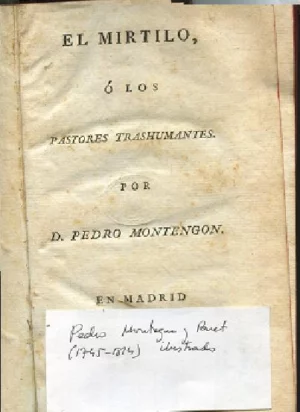 EL MIRTILO,
Ó LOS
PASTORES TRASHUMANTES.
POR
D. PEDRO MONTENGON.
EN MADRID
Pedro Montengon y Paret
(1745-1824) ilustrado